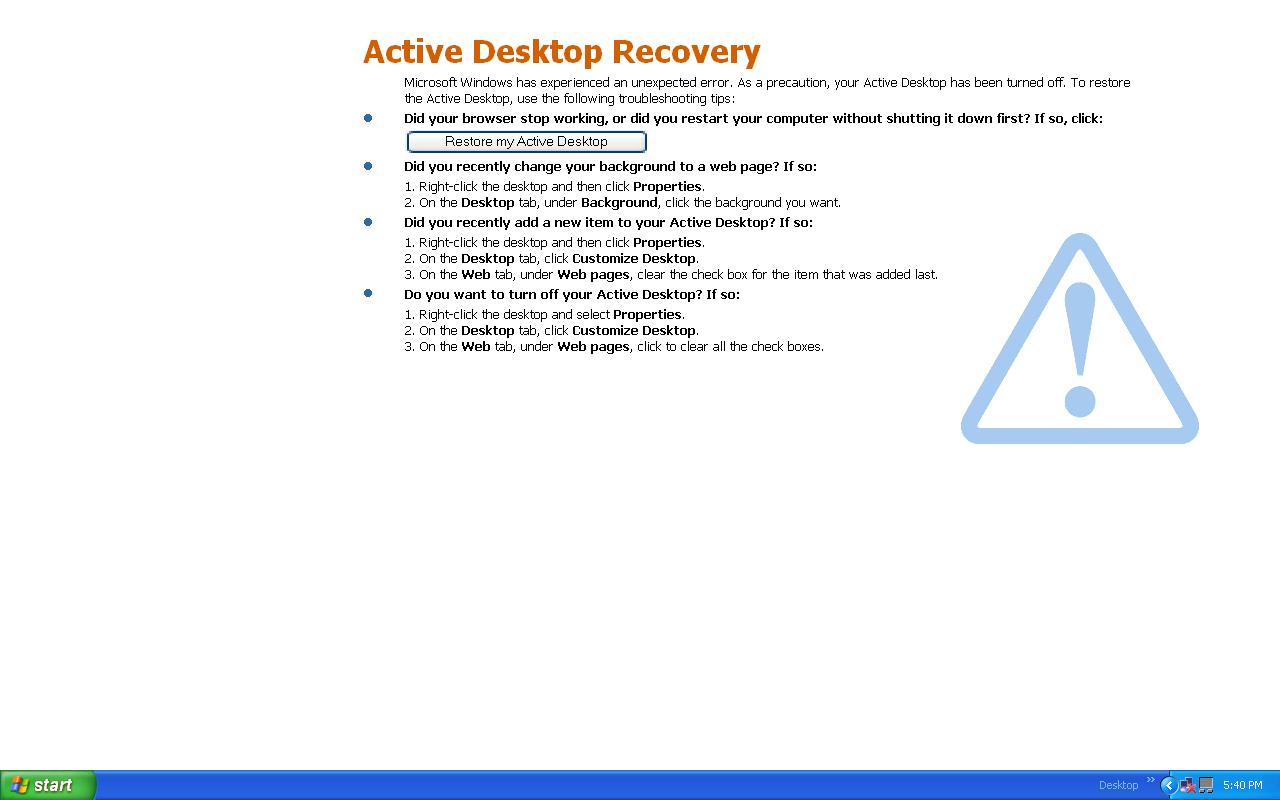 Active Desktop Recovery
Microsoft Windows has experienced an unexpected error. As a precaution, your Active Desktop has been turned off. To restore
the Active Desktop, use the following troubleshooting tips:
Did your browser stop working, or did you restart your computer without shutting it down first? If so, click:
Restore my Active Desktop
Did you recently change your background to a web page? If so:
1. Right-click the desktop and then click Properties.
2. On the Desktop tab, under Background, click the background you want.
Did you recently add a new item to your Active Desktop? If so:
1. Right-click the desktop and then click Properties.
2. On the Desktop tab, click Customize Desktop.
3. On the Web tab, under Web pages, clear the check box for the item that was added last.
Do you want to turn off your Active Desktop? If so:
1. Right-click the desktop and select Properties.
2. On the Desktop tab, click Customize Desktop.
3. On the Web tab, under Web pages, click to clear all the check boxes.
start
Desktop
5:40 PM